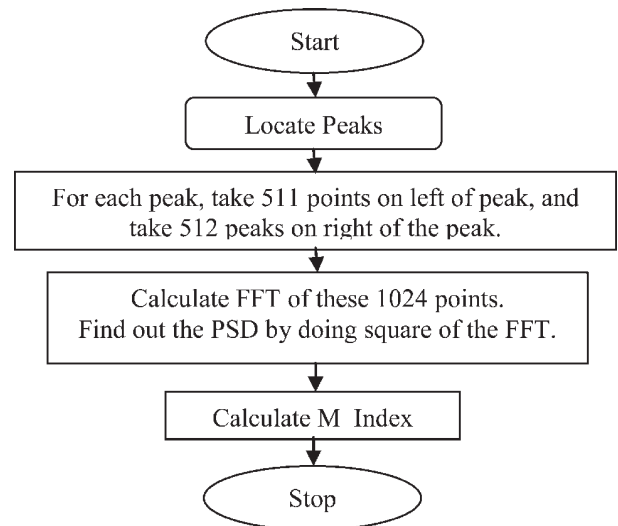 Start
Locate Peaks
For each peak, take 511 points on left of peak, and
take 512 peaks on right of the peak.
Calculate FFT of these 1024 points.
Find out the PSD by doing square of the FFT.
Calculate M Index
Stop